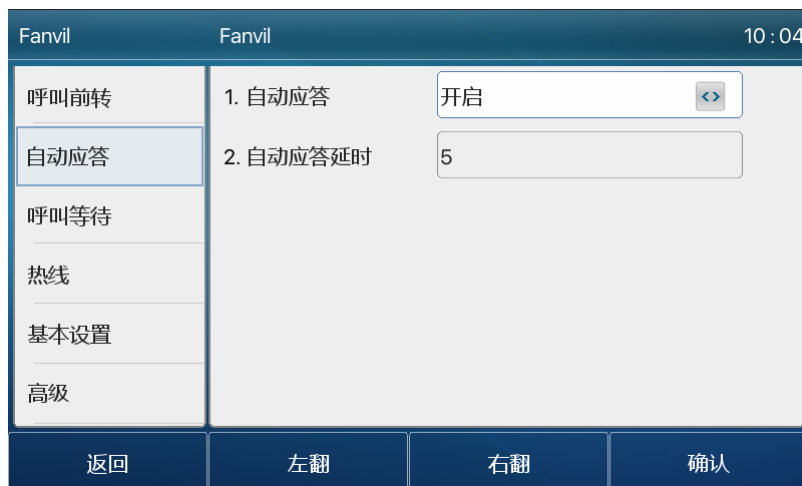 Fanvil Fanvil 10:04
呼叫前转
自动应答
呼叫等待
热线
基本设置
高级
1. 自动应答 开启
2. 自动应答延时 5
返回 左翻 右翻 确认